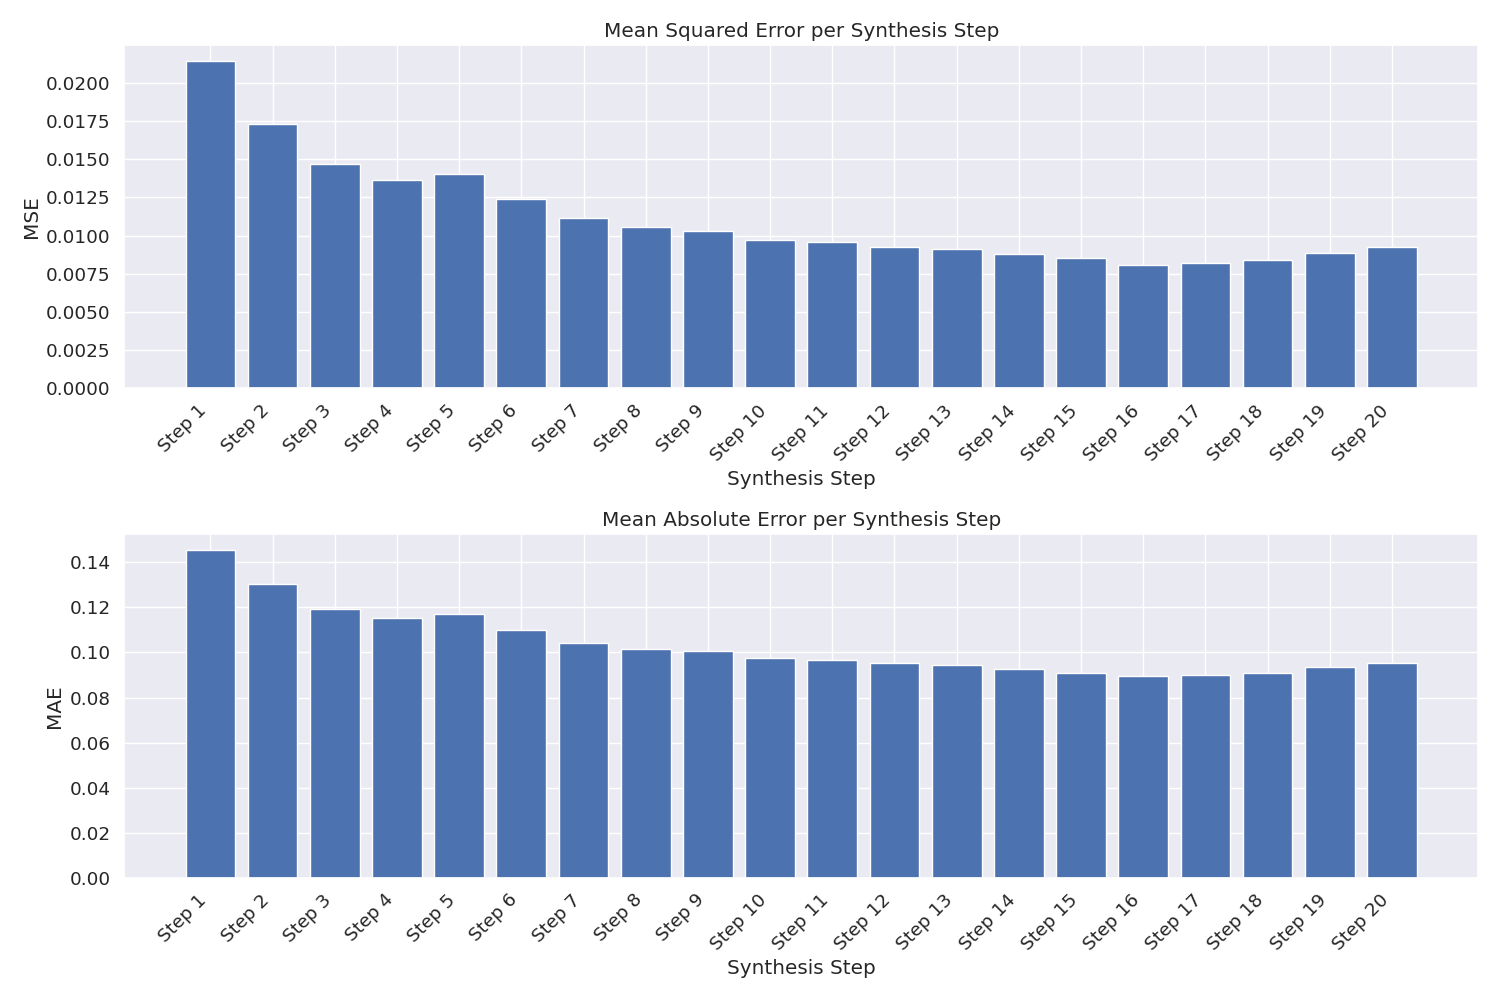 Mean Squared Error per Synthesis Step
MSE
0.0200
0.0175
0.0150
0.0125
0.0100
0.0075
0.0050
0.0025
0.0000
Step 1
Step 2
Step 3
Step 4
Step 5
Step 6
Step 7
Step 8
Step 9
Step 10
Step 11
Step 12
Step 13
Step 14
Step 15
Step 16
Step 17
Step 18
Step 19
Step 20
Synthesis Step
Mean Absolute Error per Synthesis Step
MAE
0.14
0.12
0.10
0.08
0.06
0.04
0.02
0.00
Step 1
Step 2
Step 3
Step 4
Step 5
Step 6
Step 7
Step 8
Step 9
Step 10
Step 11
Step 12
Step 13
Step 14
Step 15
Step 16
Step 17
Step 18
Step 19
Step 20
Synthesis Step